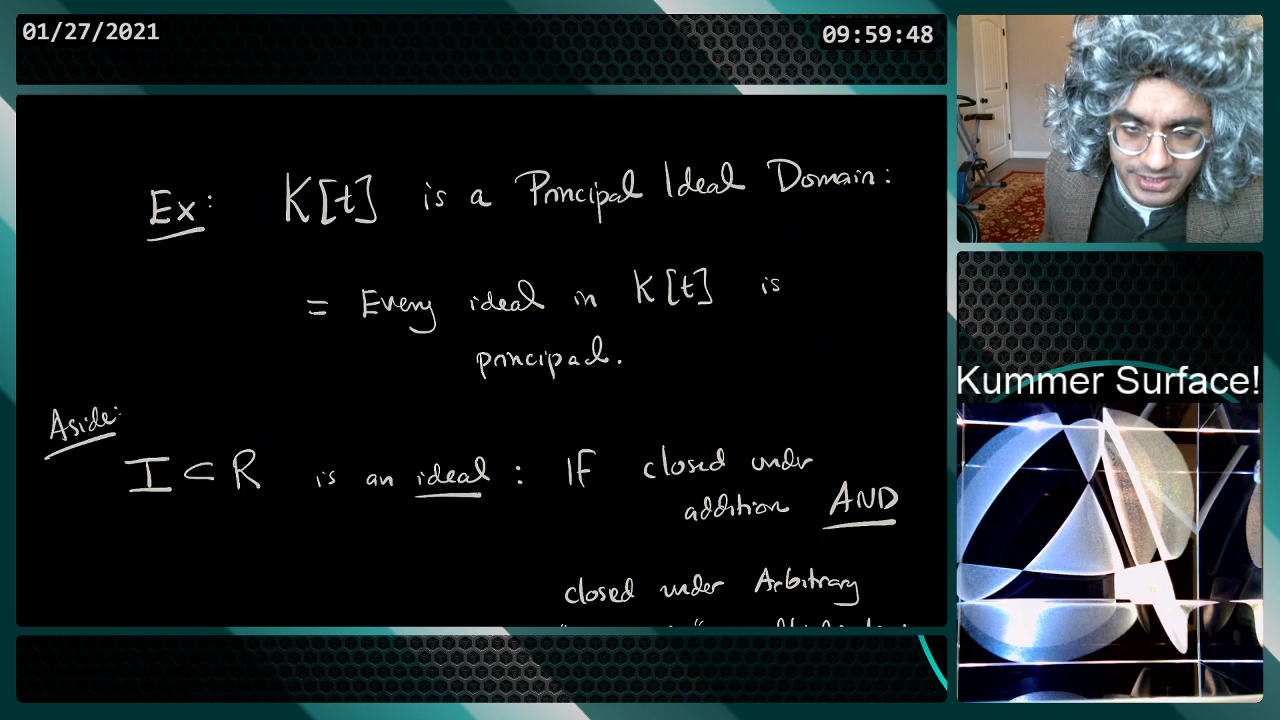 01/27/2021
09:59:48
Ex: K[t] is a Principal Ideal Domain:
= Every ideal in K[t] is
principal.
Aside:
I ⊂ R is an ideal : IF closed under
addition AND
closed under Arbitrary
Kummer Surface!